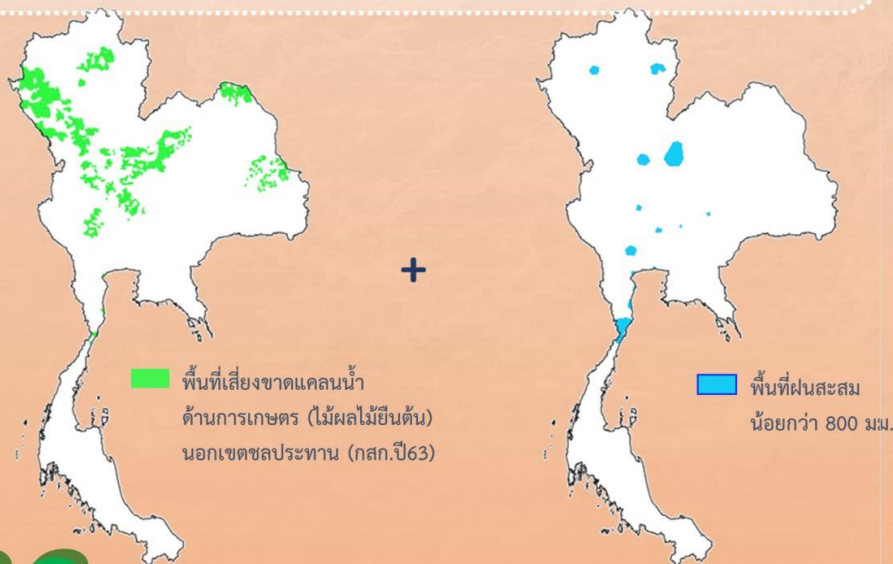 +
พื้นที่เสี่ยงขาดแคลนน้ำ
ด้านการเกษตร (ไม้ผลไม้ยืนต้น)
นอกเขตชลประทาน (กสก.ปี63)
พื้นที่ฝนสะสม
น้อยกว่า 800 มม.